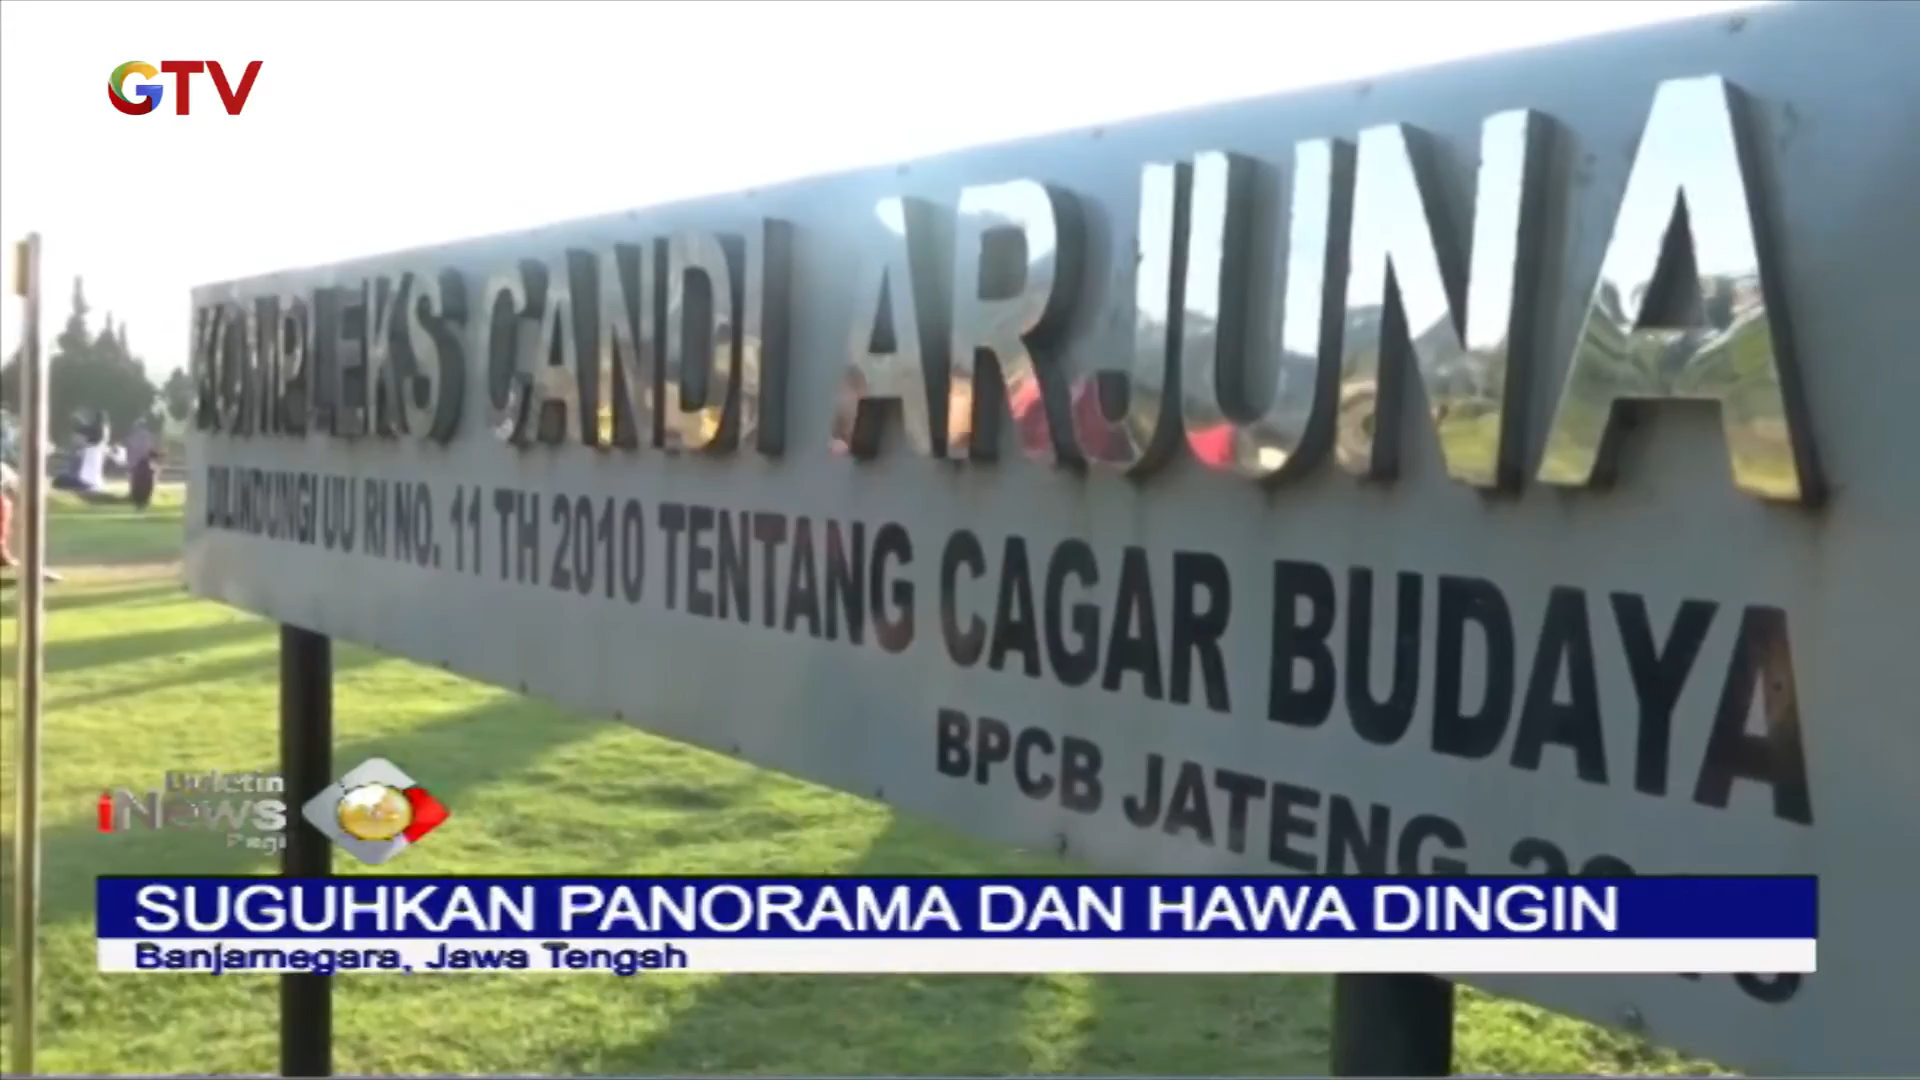 GTV
KOMPLEKS CANDI ARJUNA
DILINDUNGI UU RI NO. 11 TH 2010 TENTANG CAGAR BUDAYA
BPCB JATENG
Buletin
iNews
Pagi
SUGUHKAN PANORAMA DAN HAWA DINGIN
Banjarnegara, Jawa Tengah